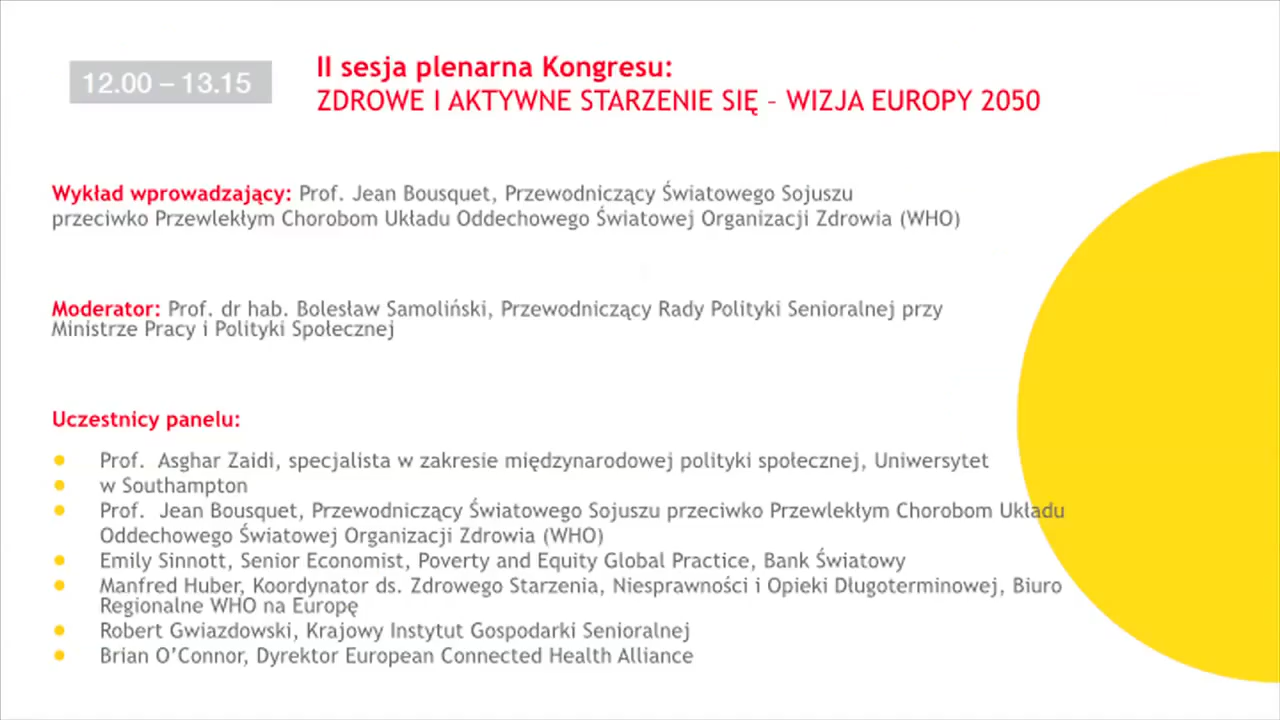 12.00 – 13.15
II sesja plenarna Kongresu:
ZDROWE I AKTYWNE STARZENIE SIĘ – WIZJA EUROPY 2050
Wykład wprowadzający: Prof. Jean Bousquet, Przewodniczący Światowego Sojuszu
przeciwko Przewlekłym Chorobom Układu Oddechowego Światowej Organizacji Zdrowia (WHO)
Moderator: Prof. dr hab. Bolesław Samoliński, Przewodniczący Rady Polityki Senioralnej przy
Ministrze Pracy i Polityki Społecznej
Uczestnicy panelu:
● Prof.  Asghar Zaidi, specjalista w zakresie międzynarodowej polityki społecznej, Uniwersytet
● w Southampton
● Prof.  Jean Bousquet, Przewodniczący Światowego Sojuszu przeciwko Przewlekłym Chorobom Układu
Oddechowego Światowej Organizacji Zdrowia (WHO)
● Emily Sinnott, Senior Economist, Poverty and Equity Global Practice, Bank Światowy
● Manfred Huber, Koordynator ds. Zdrowego Starzenia, Niesprawności i Opieki Długoterminowej, Biuro
Regionalne WHO na Europę
● Robert Gwiazdowski, Krajowy Instytut Gospodarki Senioralnej
● Brian O’Connor, Dyrektor European Connected Health Alliance